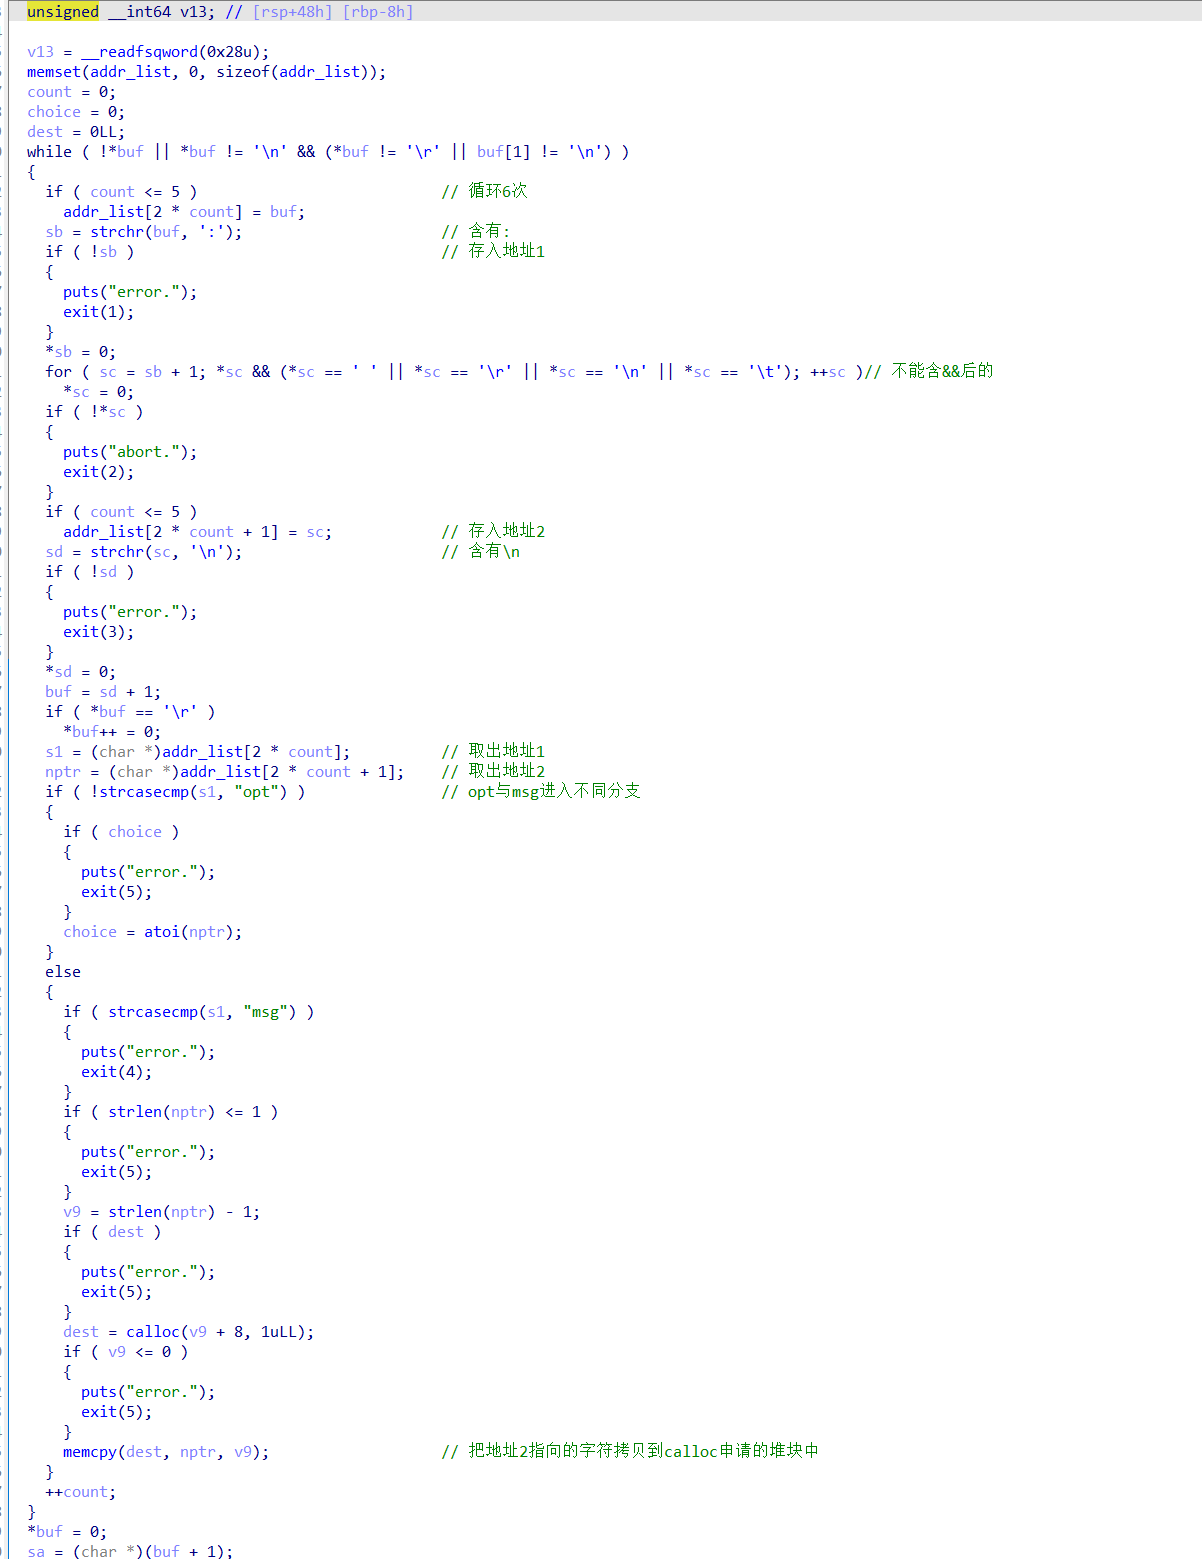 unsigned __int64 v13; // [rsp+48h] [rbp-8h]
v13 = __readfsqword(0x28u);
memset(addr_list, 0, sizeof(addr_list));
count = 0;
choice = 0;
dest = 0LL;
while ( !*buf || *buf != '\n' && (*buf != '\r' || buf[1] != '\n') )
{
if ( count <= 5 ) // 循环6次
addr_list[2 * count] = buf;
sb = strchr(buf, ':'); // 含有:
if ( !sb ) // 存入地址1
{
puts("error.");
exit(1);
}
*sb = 0;
for ( sc = sb + 1; *sc && (*sc == ' ' || *sc == '\r' || *sc == '\n' || *sc == '\t'); ++sc )// 不能含&&后的
*sc = 0;
if ( !*sc )
{
puts("abort.");
exit(2);
}
if ( count <= 5 )
addr_list[2 * count + 1] = sc; // 存入地址2
sd = strchr(sc, '\n'); // 含有\n
if ( !sd )
{
puts("error.");
exit(3);
}
*sd = 0;
buf = sd + 1;
if ( *buf == '\r' )
*buf++ = 0;
s1 = (char *)addr_list[2 * count]; // 取出地址1
nptr = (char *)addr_list[2 * count + 1]; // 取出地址2
if ( !strcasecmp(s1, "opt") ) // opt与msg进入不同分支
{
if ( choice )
{
puts("error.");
exit(5);
}
choice = atoi(nptr);
}
else
{
if ( strcasecmp(s1, "msg") )
{
puts("error.");
exit(4);
}
if ( strlen(nptr) <= 1 )
{
puts("error.");
exit(5);
}
v9 = strlen(nptr) - 1;
if ( dest )
{
puts("error.");
exit(5);
}
dest = calloc(v9 + 8, 1uLL);
if ( v9 <= 0 )
{
puts("error.");
exit(5);
}
memcpy(dest, nptr, v9); // 把地址2指向的字符拷贝到calloc申请的堆块中
}
++count;
}
*buf = 0;
sa = (char *)(buf + 1);